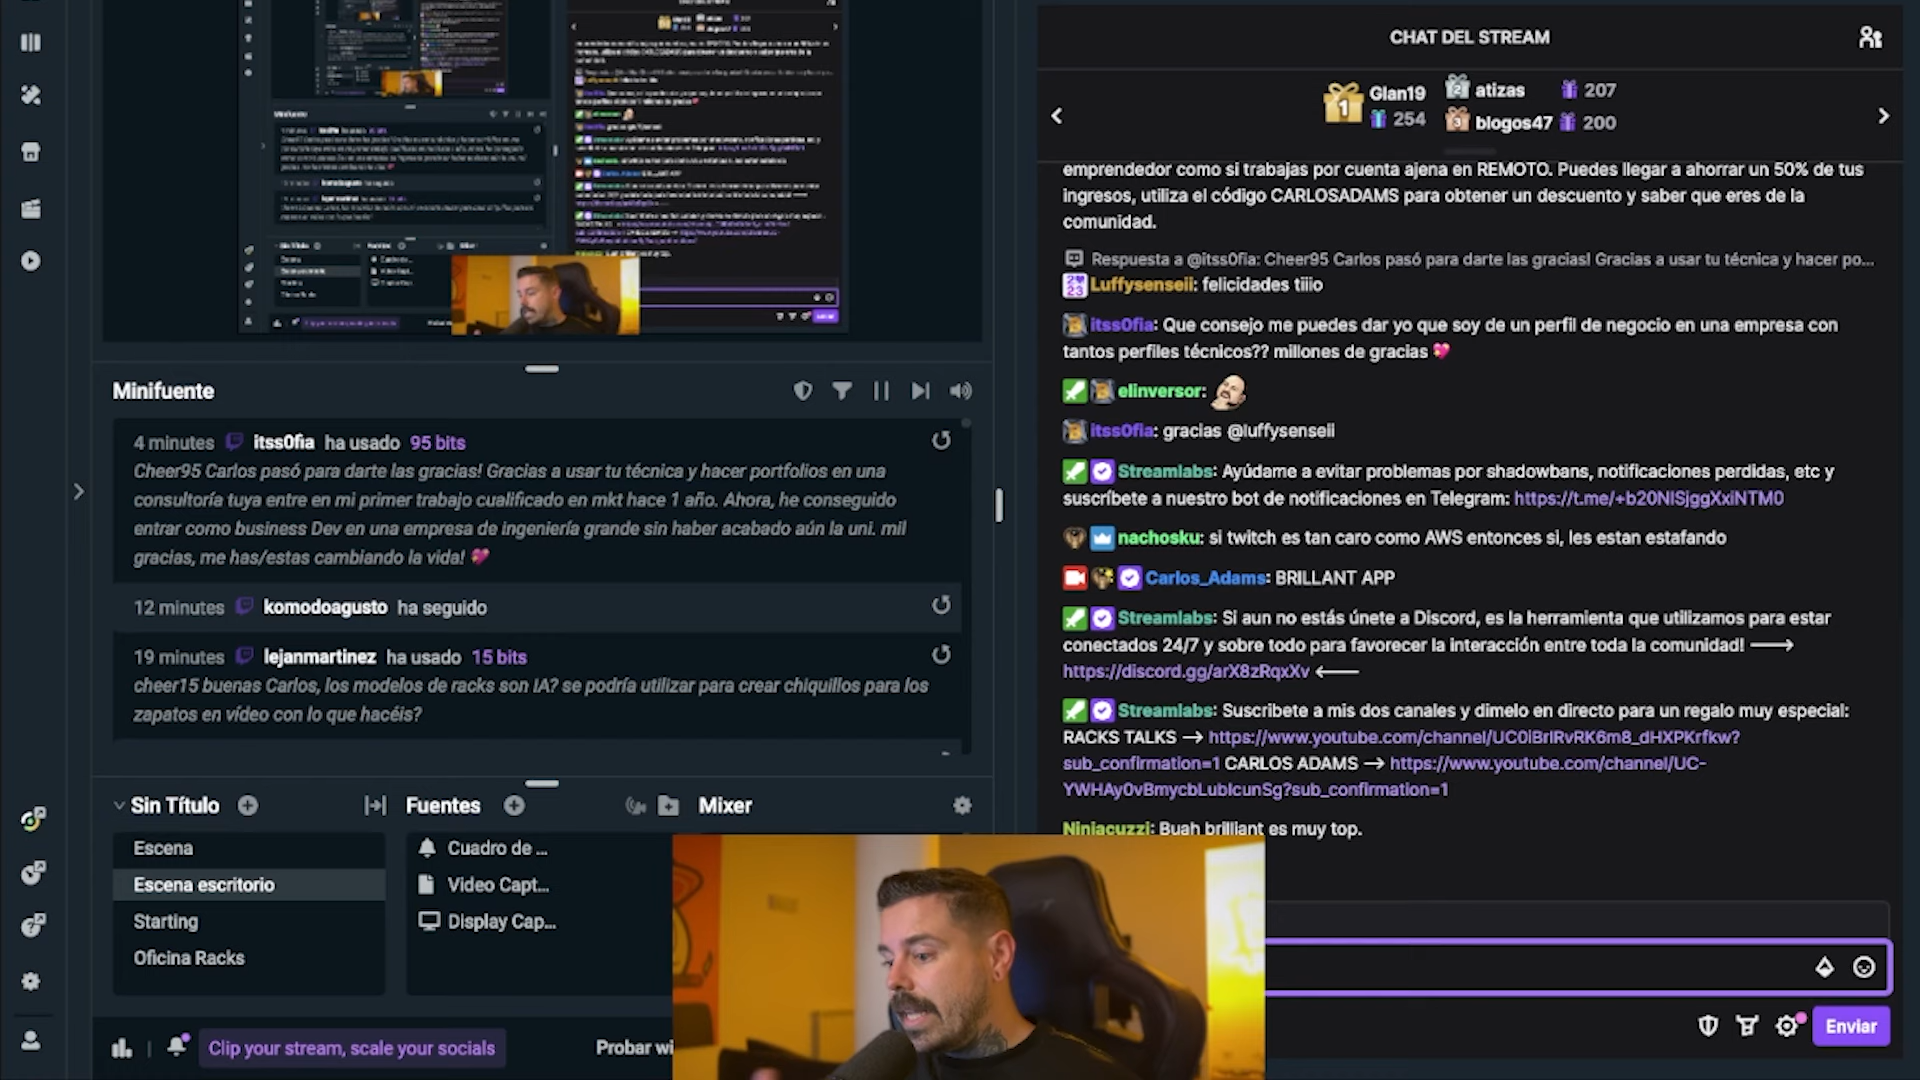 Minifuente
4 minutes itss0fia ha usado 95 bits
Cheer95 Carlos pasó para darte las gracias! Gracias a usar tu técnica y hacer portfolios en una
consultoría tuya entre en mi primer trabajo cualificado en mkt hace 1 año. Ahora, he conseguido
entrar como business Dev en una empresa de ingeniería grande sin haber acabado aún la uni. mil
gracias, me has/estas cambiando la vida! 💖
12 minutes komodoagusto ha seguido
19 minutes lejanmartinez ha usado 15 bits
cheer15 buenas Carlos, los modelos de racks son IA? se podría utilizar para crear chiquillos para los
zapatos en vídeo con lo que hacéis?
Sin Título
Escena
Escena escritorio
Starting
Oficina Racks
Fuentes
Cuadro de ...
Video Capt...
Display Cap...
Mixer
Clip your stream, scale your socials
Probar wi
CHAT DEL STREAM
1 Glan19 254
2 atizas 207
3 blogos47 200
emprendedor como si trabajas por cuenta ajena en REMOTO. Puedes llegar a ahorrar un 50% de tus
ingresos, utiliza el código CARLOSADAMS para obtener un descuento y saber que eres de la
comunidad.
Respuesta a @itss0fia: Cheer95 Carlos pasó para darte las gracias! Gracias a usar tu técnica y hacer po...
Luffysenseii: felicidades tiiio
itss0fia: Que consejo me puedes dar yo que soy de un perfil de negocio en una empresa con
tantos perfiles técnicos?? millones de gracias 💖
elinversor:
itss0fia: gracias @luffysenseii
Streamlabs: Ayúdame a evitar problemas por shadowbans, notificaciones perdidas, etc y
suscríbete a nuestro bot de notificaciones en Telegram: https://t.me/+b20NISjggXxiNTM0
nachosku: si twitch es tan caro como AWS entonces si, les estan estafando
Carlos_Adams: BRILLANT APP
Streamlabs: Si aun no estás únete a Discord, es la herramienta que utilizamos para estar
conectados 24/7 y sobre todo para favorecer la interacción entre toda la comunidad! ⟶
https://discord.gg/arX8zRqxXv ⟵
Streamlabs: Suscribete a mis dos canales y dimelo en directo para un regalo muy especial:
RACKS TALKS → https://www.youtube.com/channel/UC0iBrIRvRK6m8_dHXPKrfkw?
sub_confirmation=1 CARLOS ADAMS → https://www.youtube.com/channel/UC-
YWHAy0vBmycbLubIcunSg?sub_confirmation=1
Ninjacuzzi: Buah brilliant es muy top.
Enviar